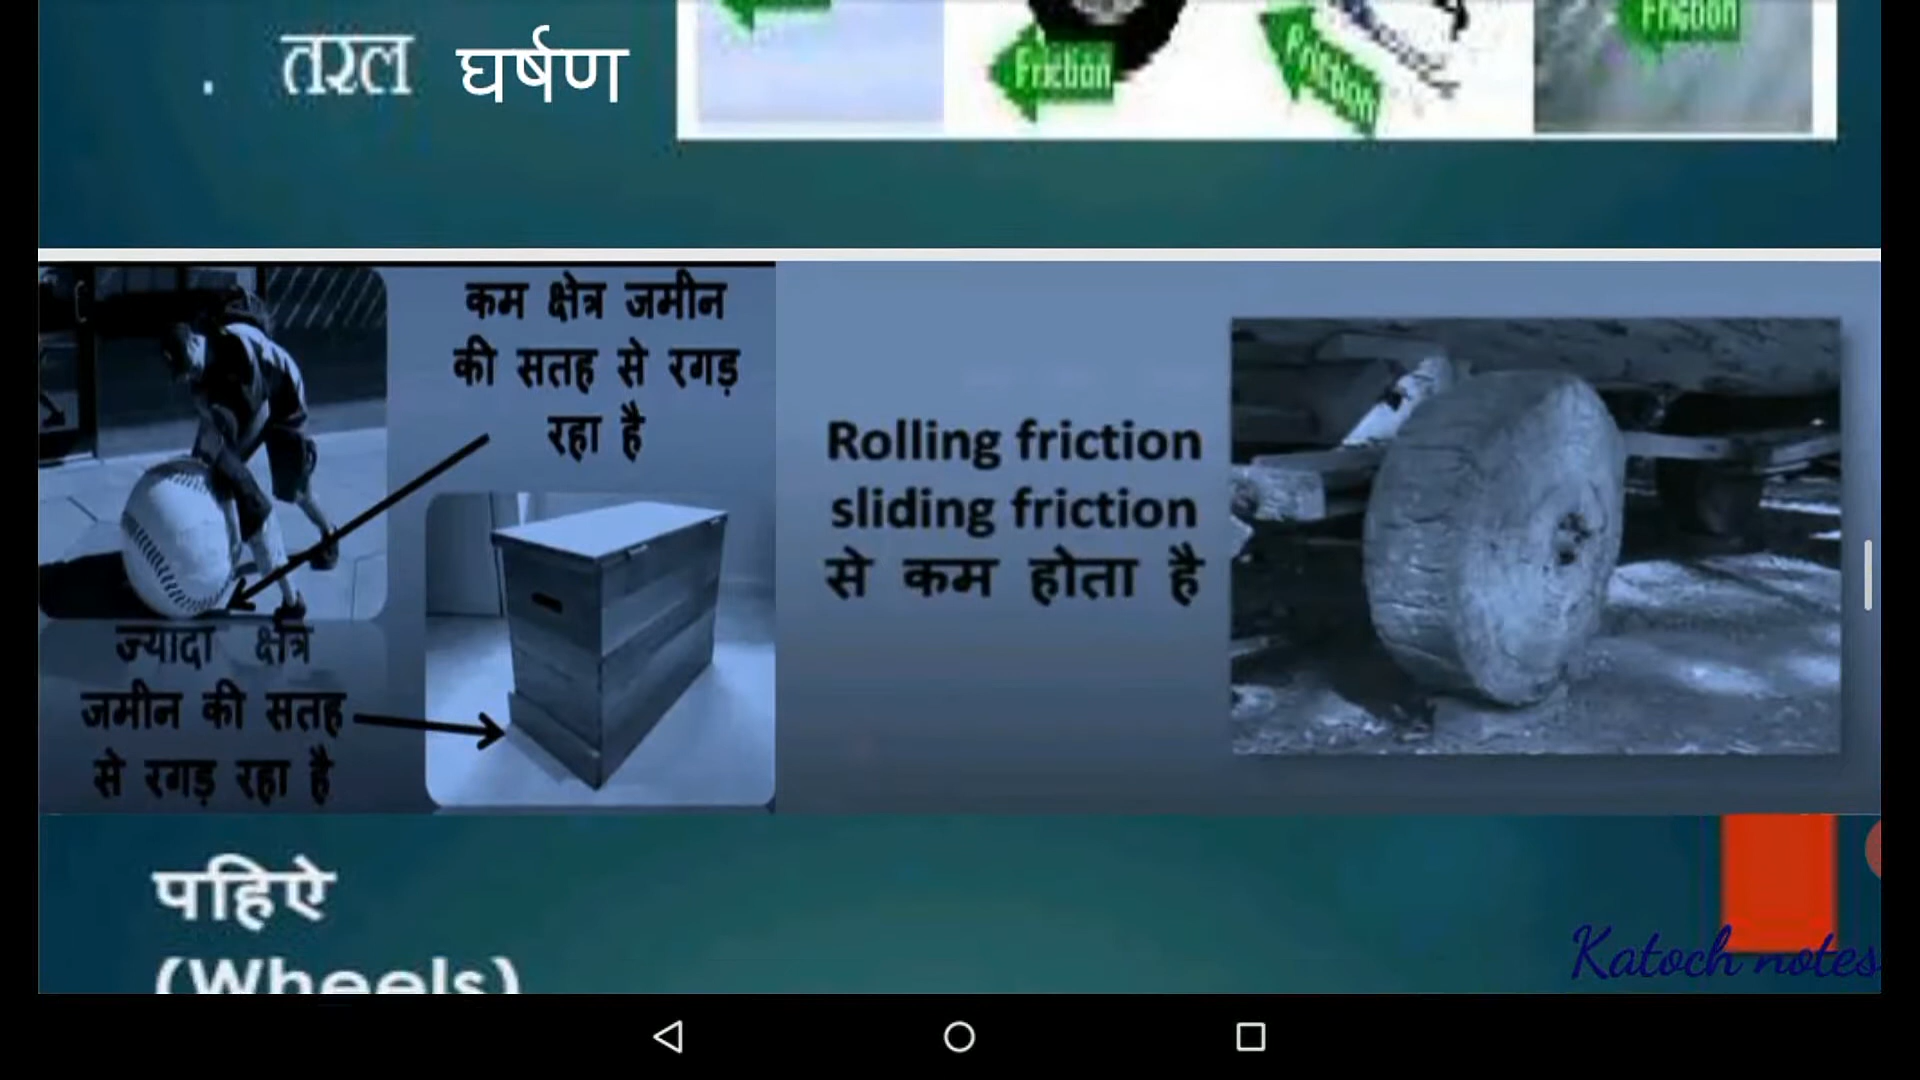 . तरल घर्षण
Friction
Friction
Friction
कम क्षेत्र जमीन
की सतह से रगड़
रहा है
Rolling friction
sliding friction
से कम होता है
ज्यादा क्षेत्र
जमीन की सतह
से रगड़ रहा है
पहिऐ
(Wheels)
Katoch notes